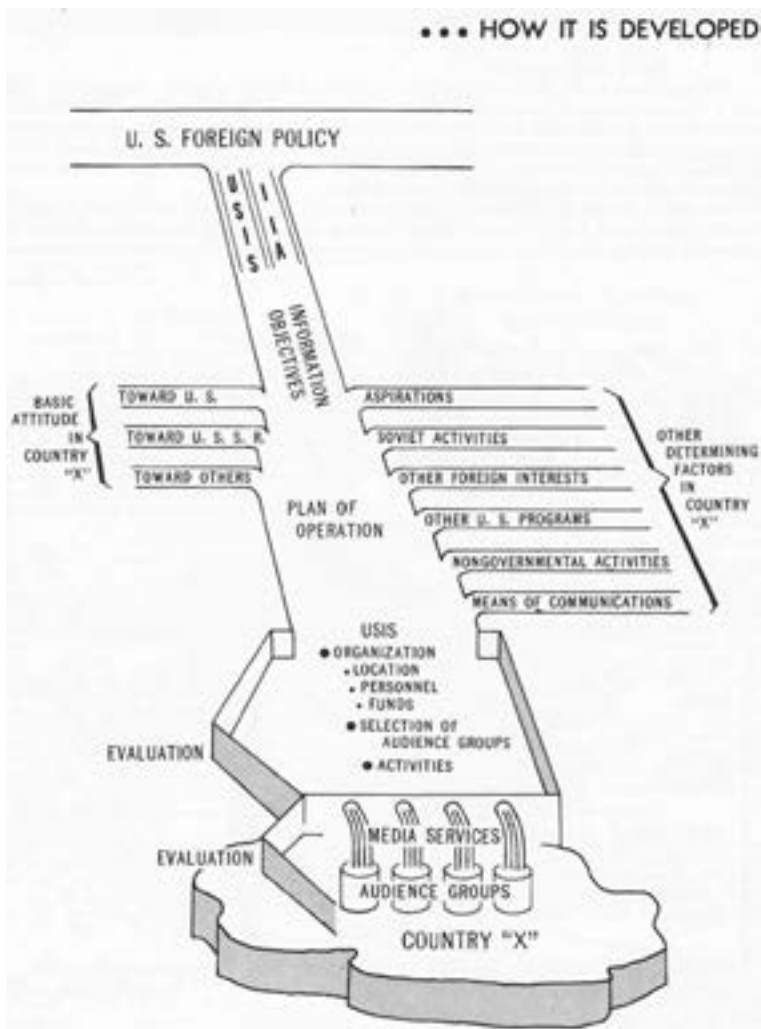 ... HOW IT IS DEVELOPED
U. S. FOREIGN POLICY
USIS
IIA
INFORMATION
OBJECTIVES
BASIC
ATTITUDE
IN
COUNTRY
"X"
TOWARD U. S.
TOWARD U. S. S. R.
TOWARD OTHERS
ASPIRATIONS
SOVIET ACTIVITIES
OTHER FOREIGN INTERESTS
OTHER U. S. PROGRAMS
NONGOVERNMENTAL ACTIVITIES
MEANS OF COMMUNICATIONS
OTHER
DETERMINING
FACTORS
IN
COUNTRY
"X"
PLAN OF
OPERATION
USIS
• ORGANIZATION
• LOCATION
• PERSONNEL
• FUNDS
• SELECTION OF
AUDIENCE GROUPS
• ACTIVITIES
EVALUATION
MEDIA SERVICES
EVALUATION
AUDIENCE GROUPS
COUNTRY "X"